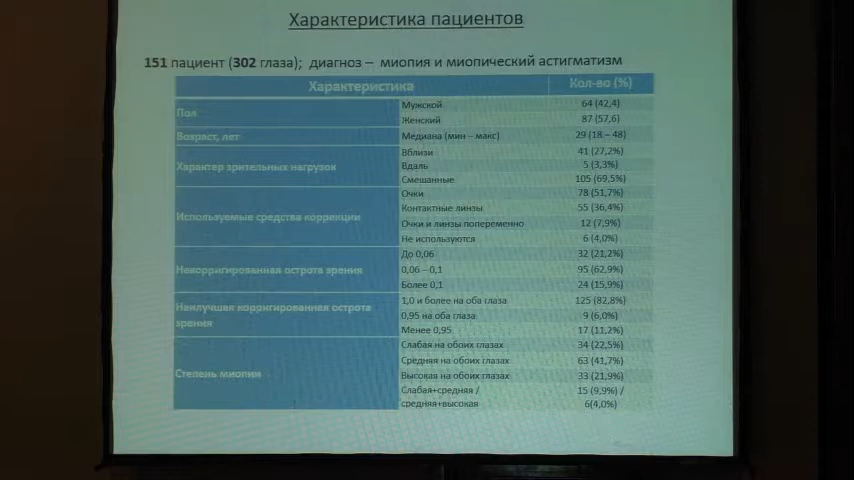 Характеристика пациентов
151 пациент (302 глаза); диагноз – миопия и миопический астигматизм
Характеристика Кол-во (%)
Пол Мужской 64 (42,4)
Женский 87 (57,6)
Возраст, лет Медиана (мин – макс) 29 (18 – 48)
Характер зрительных нагрузок Вблизи 41 (27,2%)
Вдаль 5 (3,3%)
Смешанные 105 (69,5%)
Используемые средства коррекции Очки 78 (51,7%)
Контактные линзы 55 (36,4%)
Очки и линзы попеременно 12 (7,9%)
Не используются 6 (4,0%)
Некорригированная острота зрения До 0,06 32 (21,2%)
0,06 – 0,1 95 (62,9%)
Более 0,1 24 (15,9%)
Наилучшая корригированная острота зрения 1,0 и более на оба глаза 125 (82,8%)
0,95 на оба глаза 9 (6,0%)
Менее 0,95 17 (11,2%)
Степень миопии Слабая на обоих глазах 34 (22,5%)
Средняя на обоих глазах 63 (41,7%)
Высокая на обоих глазах 33 (21,9%)
Слабая+средняя / 15 (9,9%) /
средняя+высокая 6(4,0%)